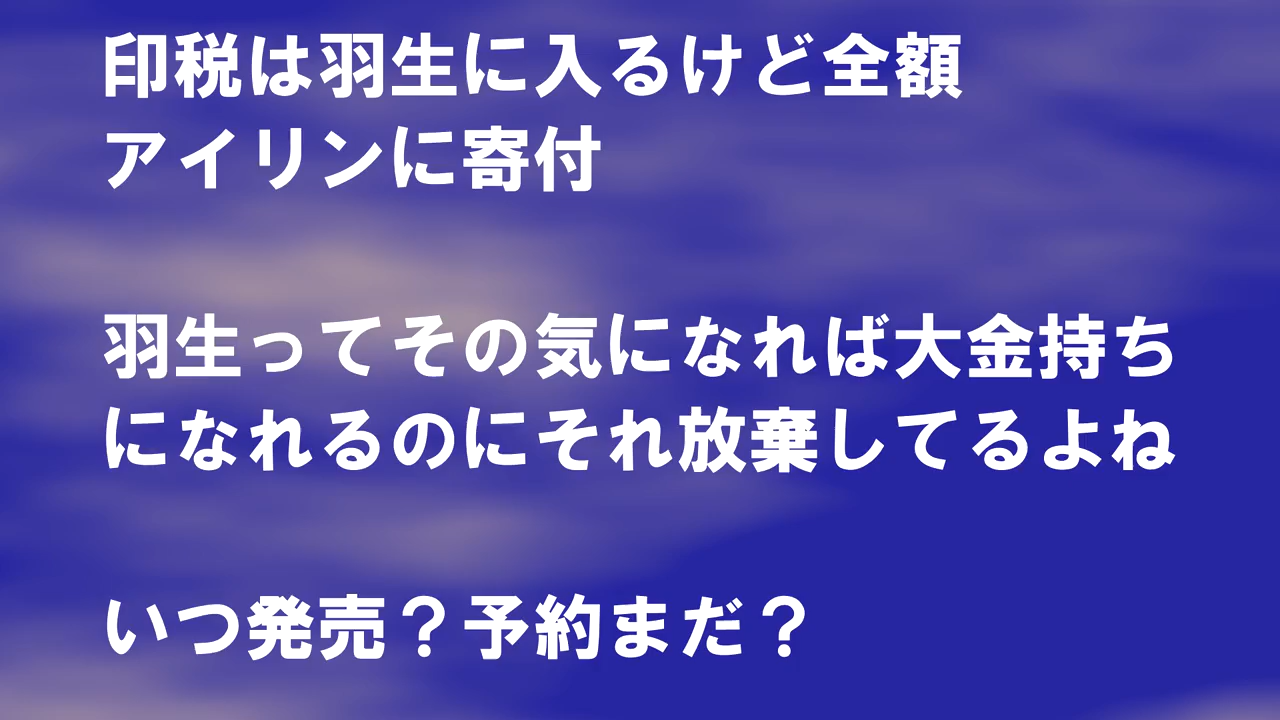 印税は羽生に入るけど全額
アイリンに寄付
羽生ってその気になれば大金持ち
になれるのにそれ放棄してるよね
いつ発売？予約まだ？